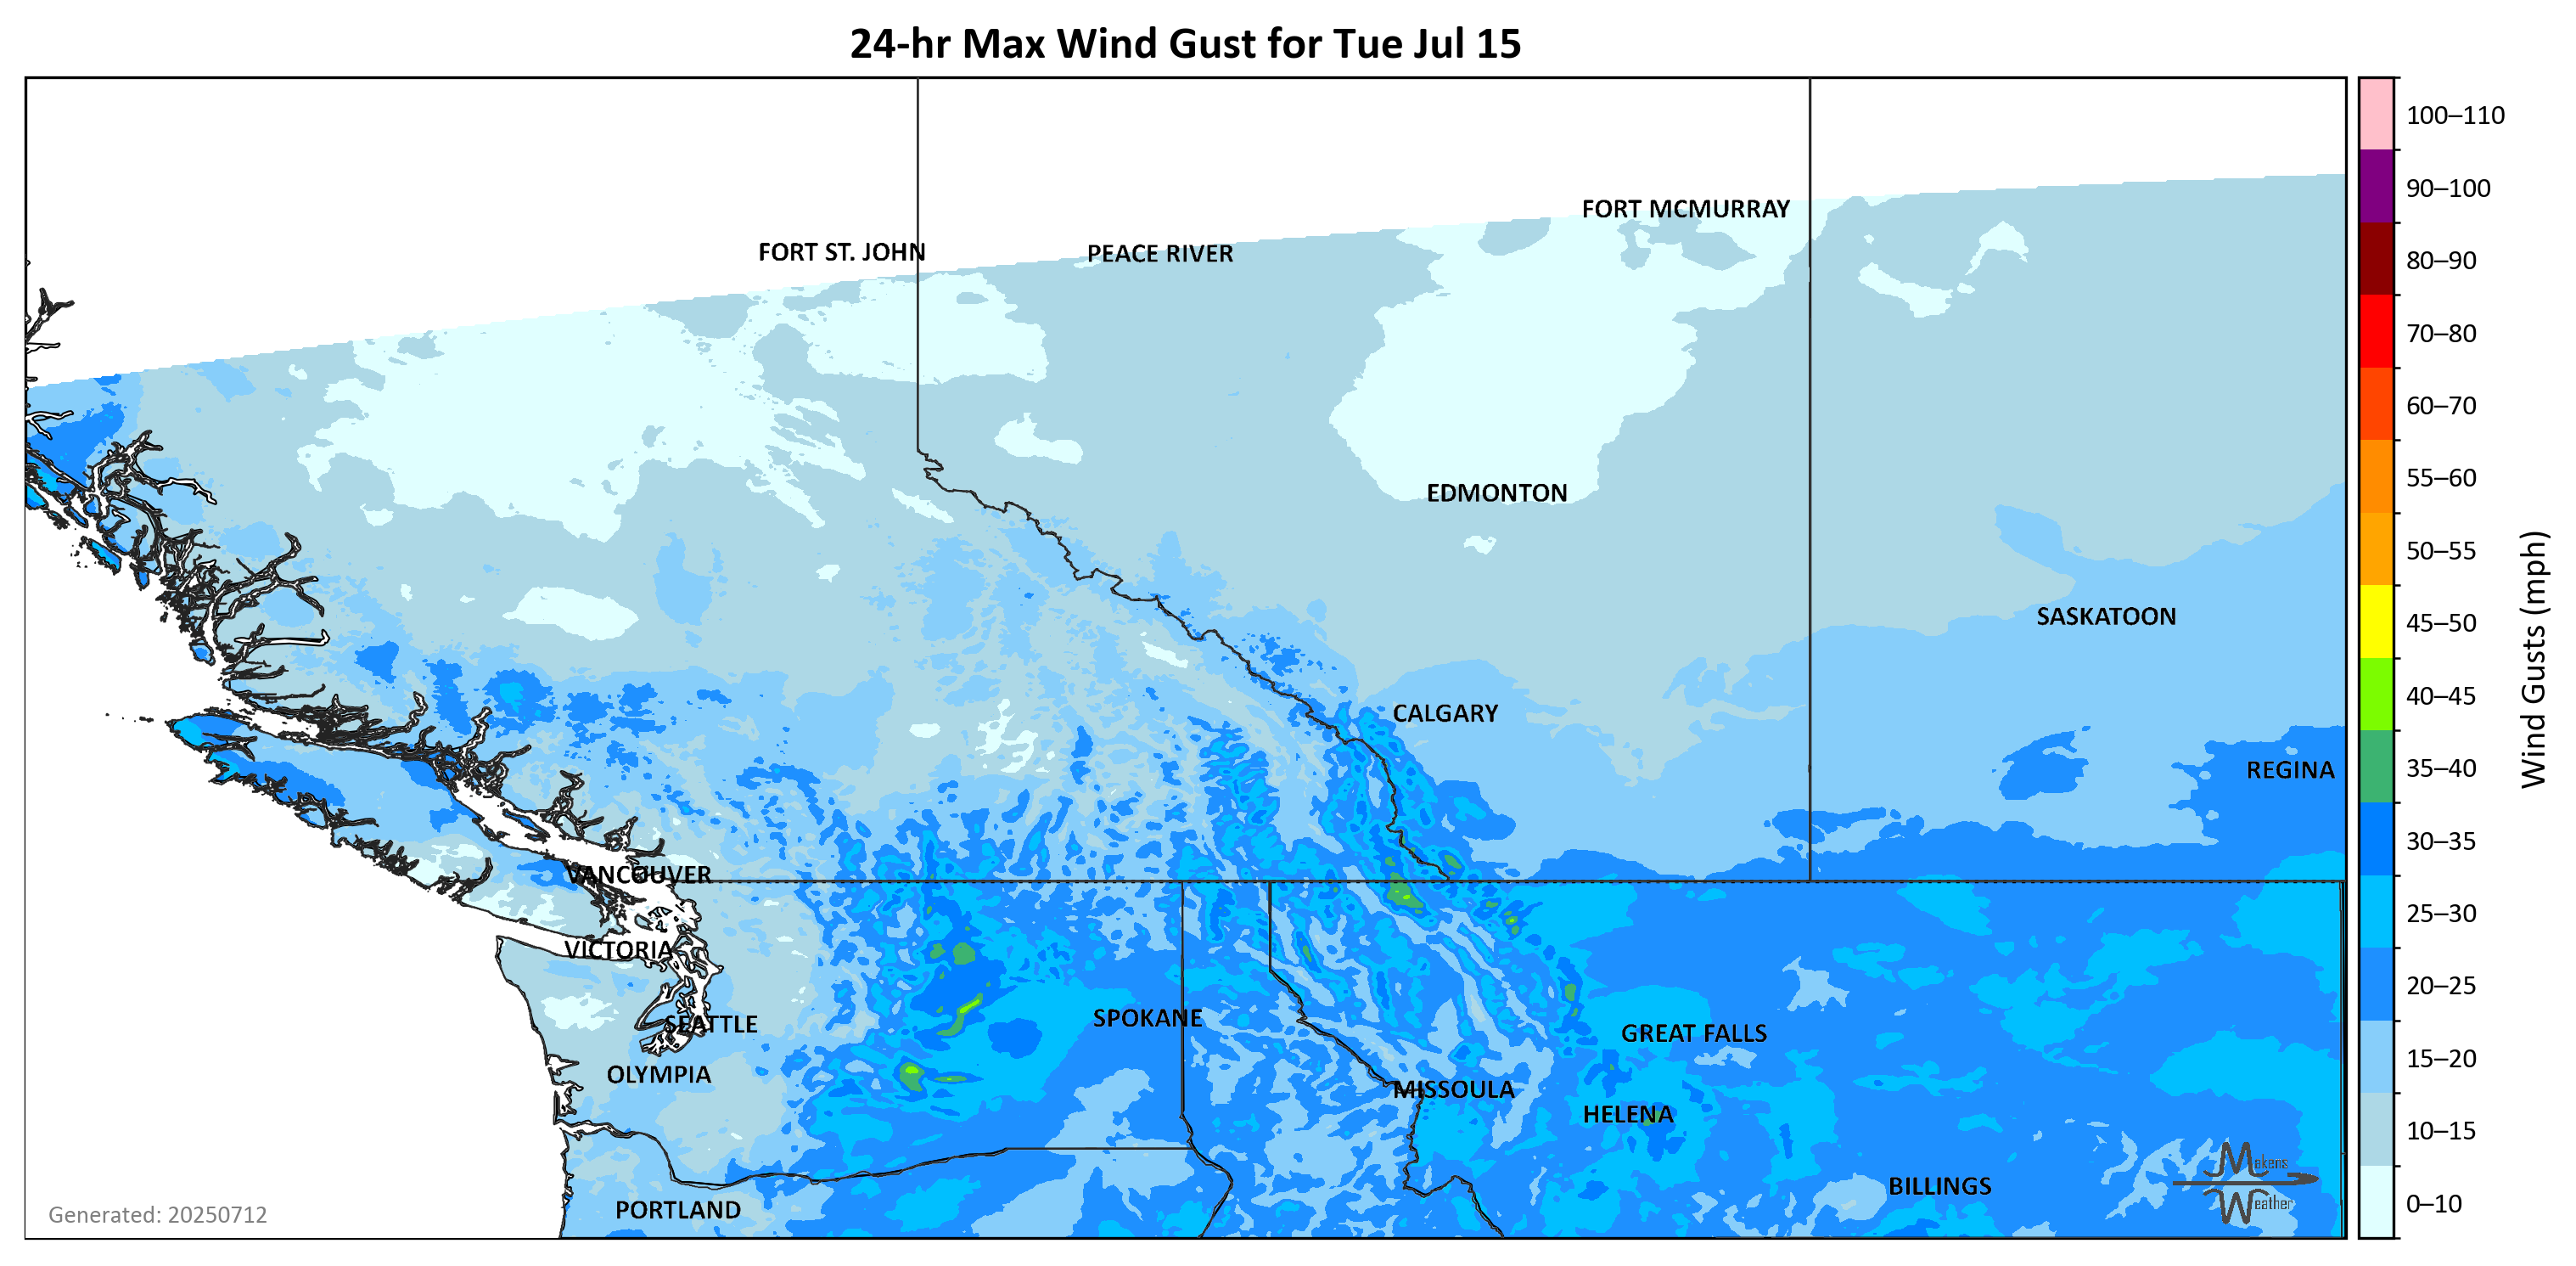 24-hr Max Wind Gust for Tue Jul 15
100–110
FORT MCMURRAY
90–100
FORT ST. JOHN
PEACE RIVER
80–90
70–80
60–70
55–60
EDMONTON
50–55
SASKATOON
45–50
Wind Gusts (mph)
40–45
CALGARY
REGINA
35–40
30–35
VANCOUVER
25–30
VICTORIA
20–25
SPOKANE
SEATTLE
GREAT FALLS
15–20
OLYMPIA
MISSOULA
HELENA
10–15
Makens
Weather
BILLINGS
0–10
PORTLAND
Generated: 20250712